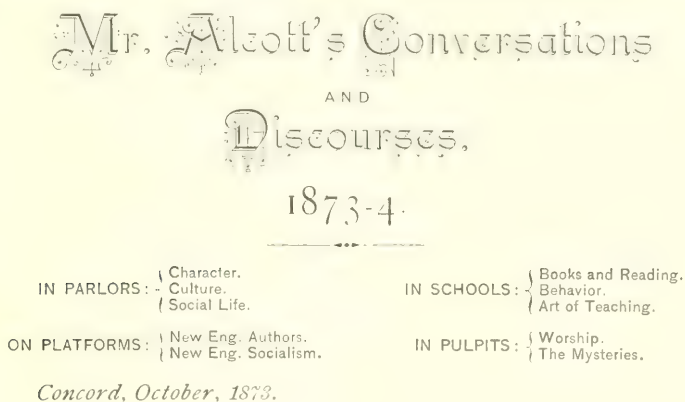 Mr. Alcott's Conversations
AND
Discourses,
1873-4.
IN PARLORS: Character. Culture. Social Life.
IN SCHOOLS: Books and Reading. Behavior. Art of Teaching.
ON PLATFORMS: New Eng. Authors. New Eng. Socialism.
IN PULPITS: Worship. The Mysteries.
Concord, October, 1873.